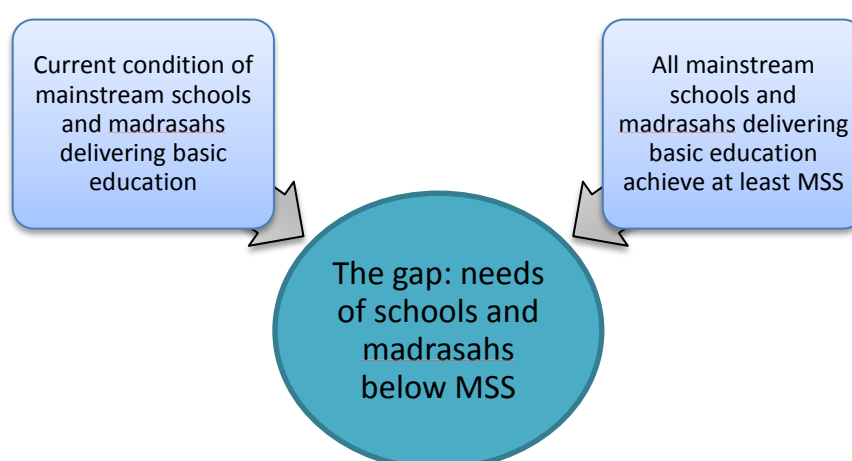 Current condition of
mainstream schools
and madrasahs
delivering basic
education
All mainstream
schools and
madrasahs delivering
basic education
achieve at least MSS
The gap: needs
of schools and
madrasahs
below MSS